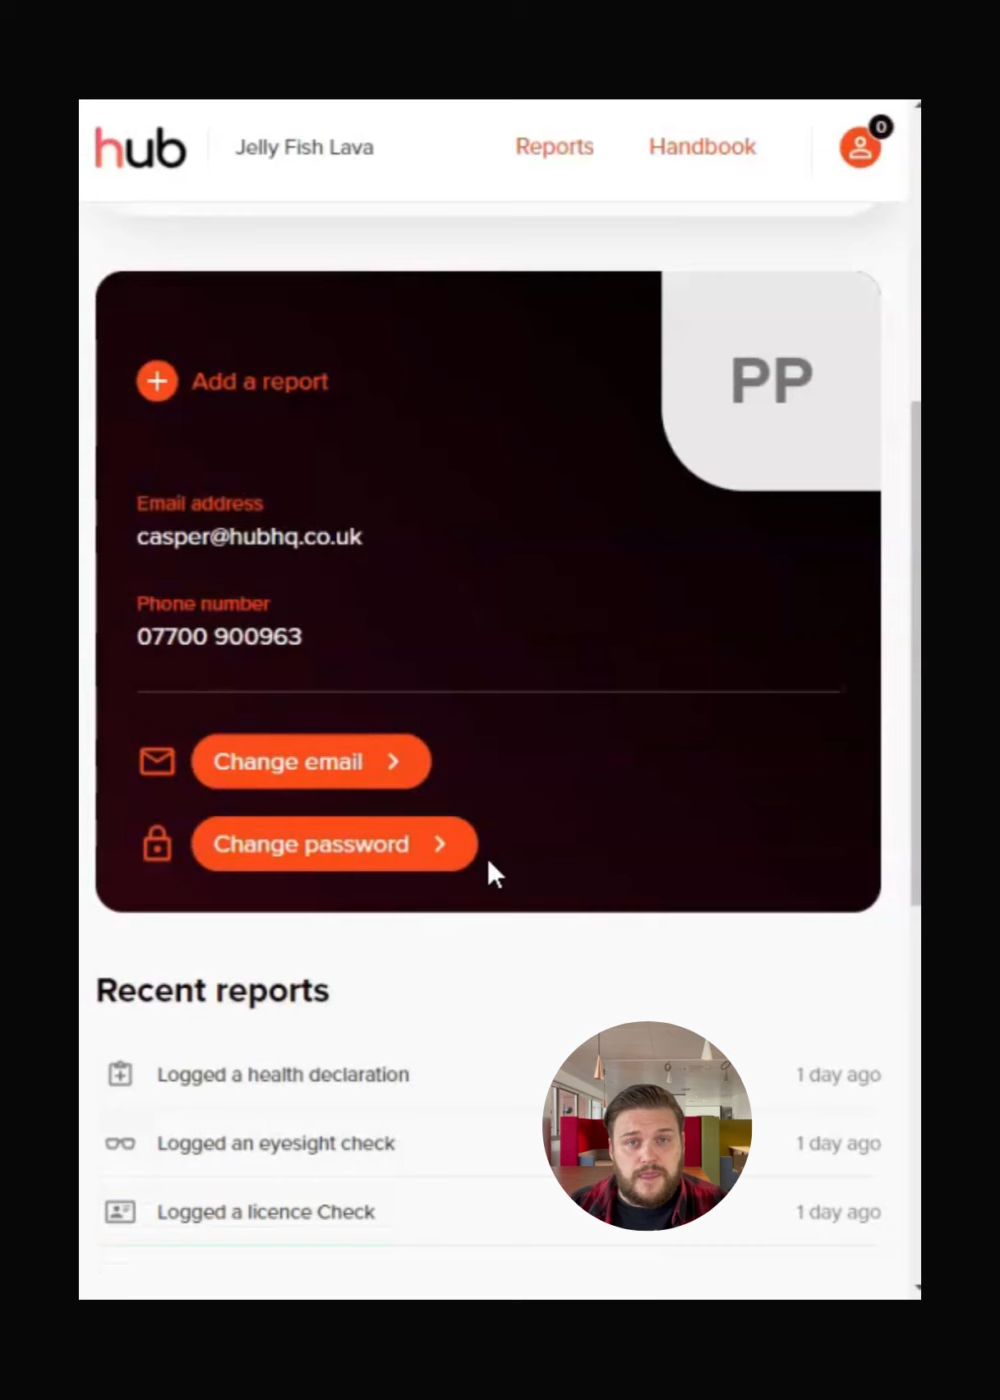 hub
Jelly Fish Lava
Reports
Handbook
0
PP
Add a report
Email address
casper@hubhq.co.uk
Phone number
07700 900963
Change email
Change password
Recent reports
Logged a health declaration
1 day ago
Logged an eyesight check
1 day ago
Logged a licence Check
1 day ago